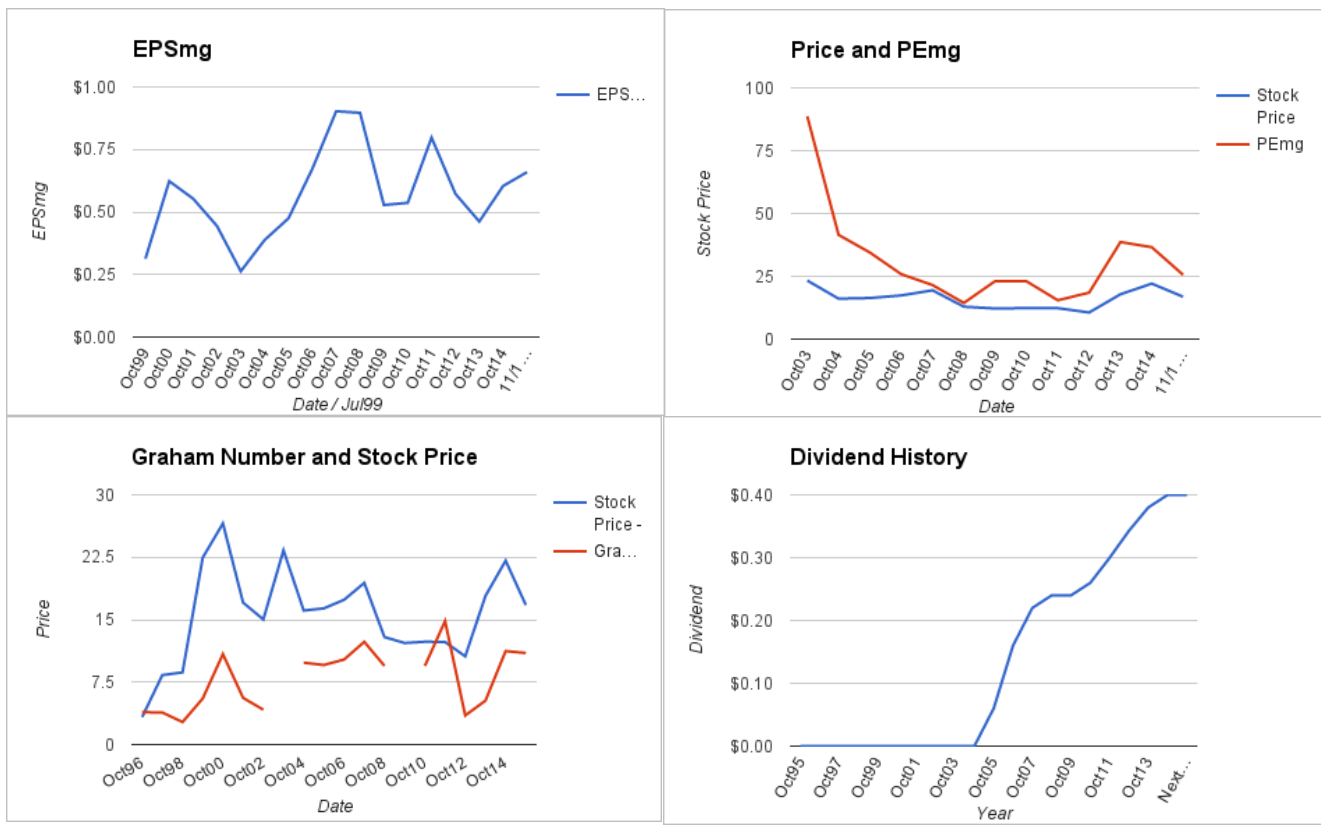 EPSmg
$1.00
$0.75
$0.50
$0.25
$0.00
EPSmg
Oct99
Oct00
Oct01
Oct02
Oct03
Oct04
Oct05
Oct06
Oct07
Oct08
Oct09
Oct10
Oct11
Oct12
Oct13
Oct14
11/1...
Date / Jul99
EPS...
Price and PEmg
100
75
50
25
0
Stock Price
Oct03
Oct04
Oct05
Oct06
Oct07
Oct08
Oct09
Oct10
Oct11
Oct12
Oct13
Oct14
11/1...
Date
Stock
Price
PEmg
Graham Number and Stock Price
30
22.5
15
7.5
0
Price
Oct96
Oct98
Oct00
Oct02
Oct04
Oct06
Oct08
Oct10
Oct12
Oct14
Date
Stock
Price -
Gra...
Dividend History
$0.40
$0.30
$0.20
$0.10
$0.00
Dividend
Oct95
Oct97
Oct99
Oct01
Oct03
Oct05
Oct07
Oct09
Oct11
Oct13
Next...
Year